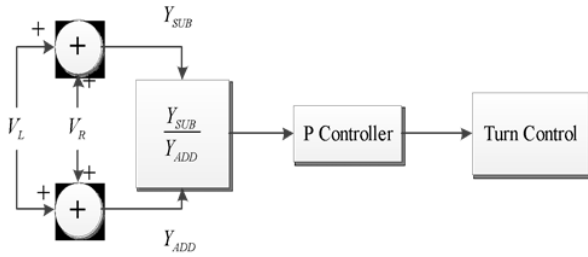 +
Y_SUB
+
+
V_L
V_R
Y_SUB
Y_ADD
P Controller
Turn Control
+
+
+
Y_ADD